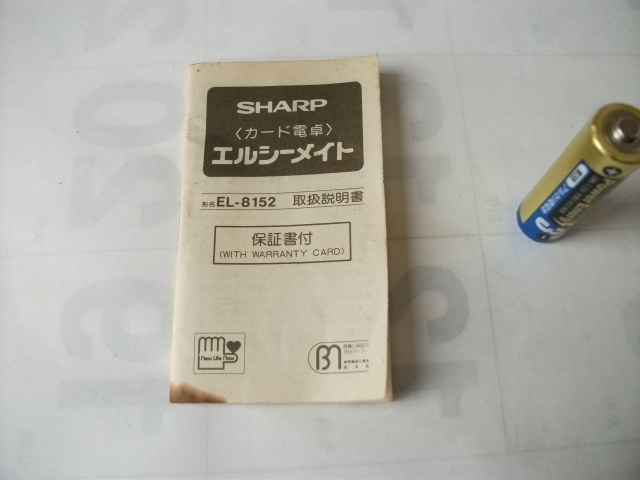 SHARP
〈カード電卓〉
エルシーメイト
形名 EL-8152 取扱説明書
保証書付
(WITH WARRANTY CARD)
New Life Now